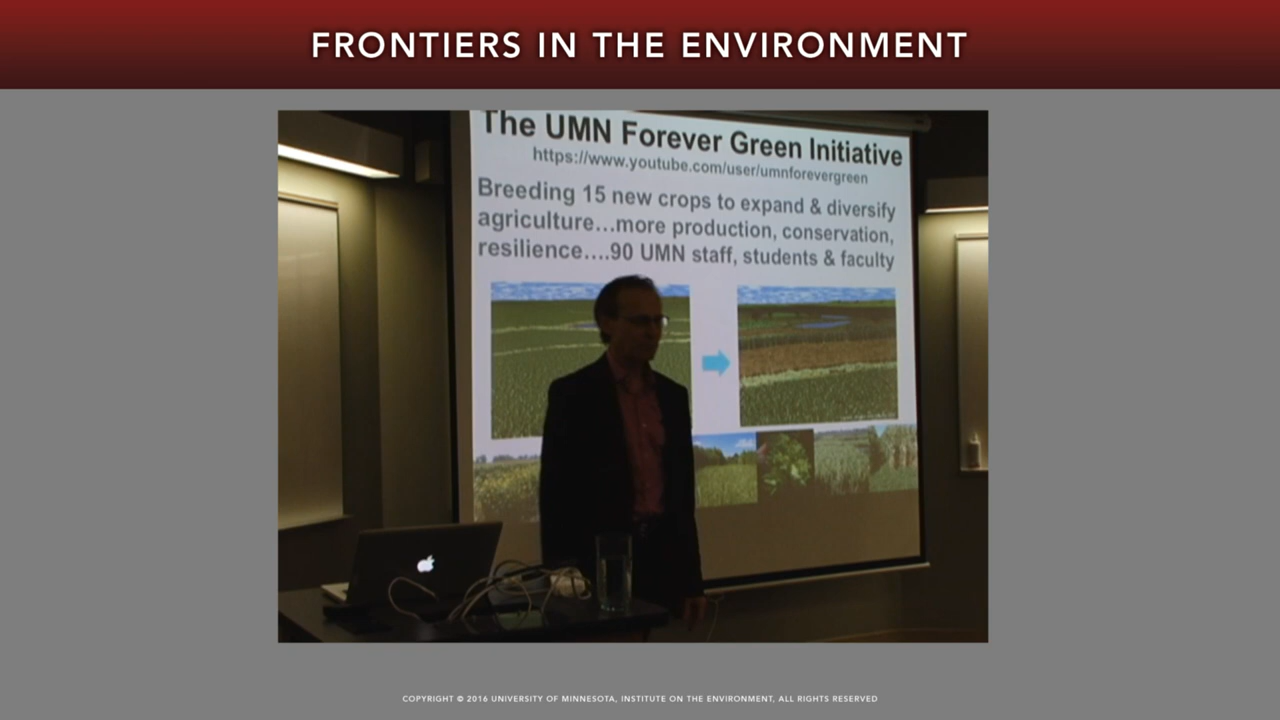 FRONTIERS IN THE ENVIRONMENT
The UMN Forever Green Initiative
https://www.youtube.com/user/umnforevergreen
Breeding 15 new crops to expand & diversify
agriculture...more production, conservation,
resilience....90 UMN staff, students & faculty
COPYRIGHT © 2016 UNIVERSITY OF MINNESOTA, INSTITUTE ON THE ENVIRONMENT, ALL RIGHTS RESERVED